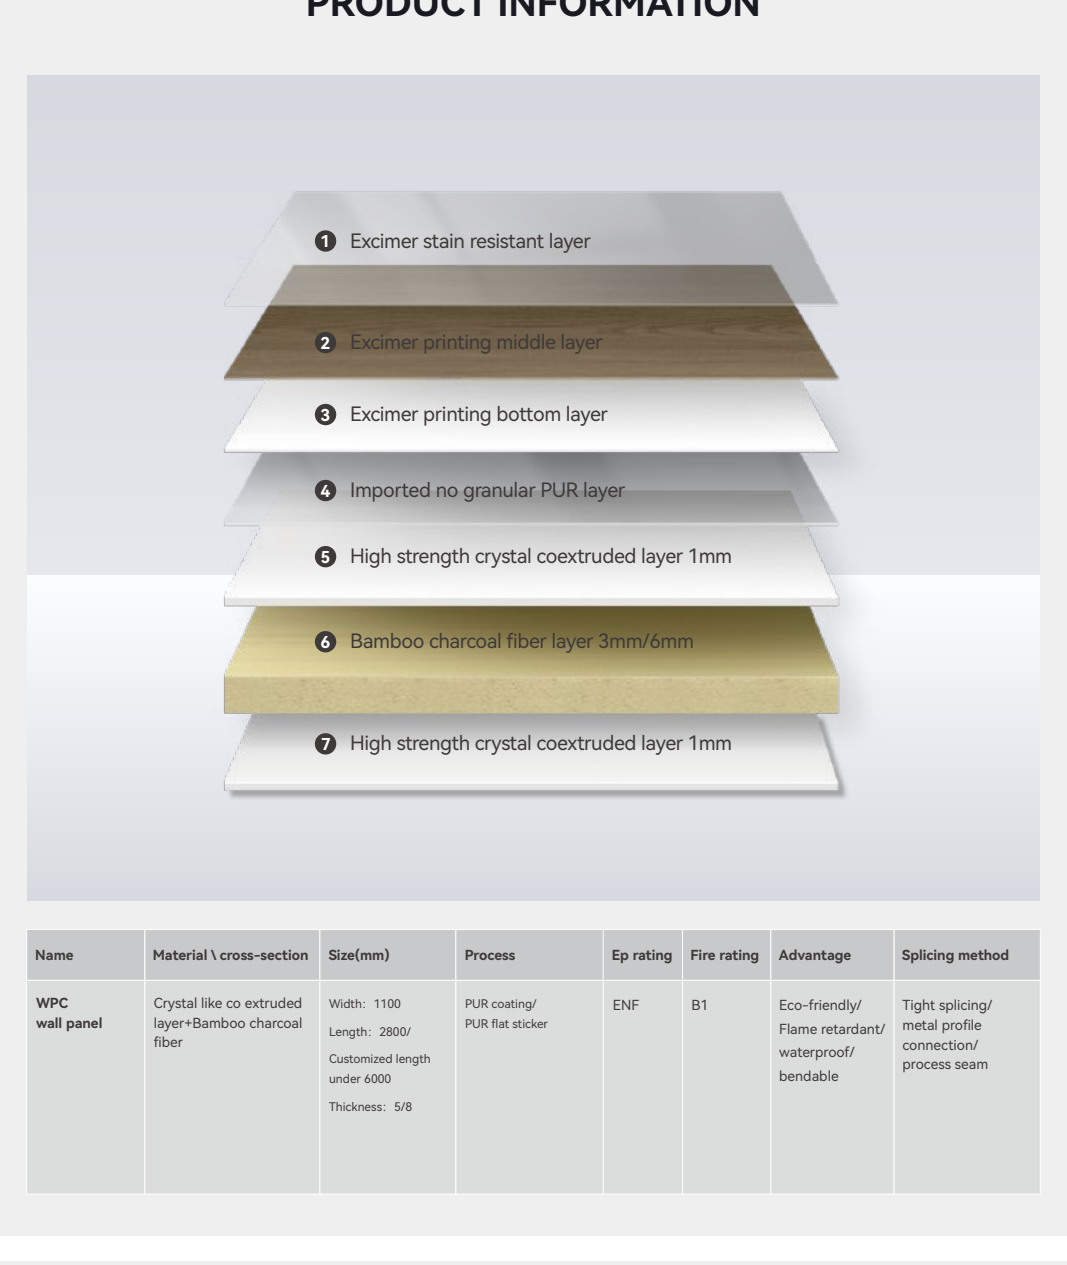 PRODUCT INFORMATION
1 Excimer stain resistant layer
2 Excimer printing middle layer
3 Excimer printing bottom layer
4 Imported no granular PUR layer
5 High strength crystal coextruded layer 1mm
6 Bamboo charcoal fiber layer 3mm/6mm
7 High strength crystal coextruded layer 1mm
Name
Material \ cross-section
Size(mm)
Process
Ep rating
Fire rating
Advantage
Splicing method
WPC
wall panel
Crystal like co extruded
layer+Bamboo charcoal
fiber
Width: 1100
Length: 2800/
Customized length
under 6000
Thickness: 5/8
PUR coating/
PUR flat sticker
ENF
B1
Eco-friendly/
Flame retardant/
waterproof/
bendable
Tight splicing/
metal profile
connection/
process seam